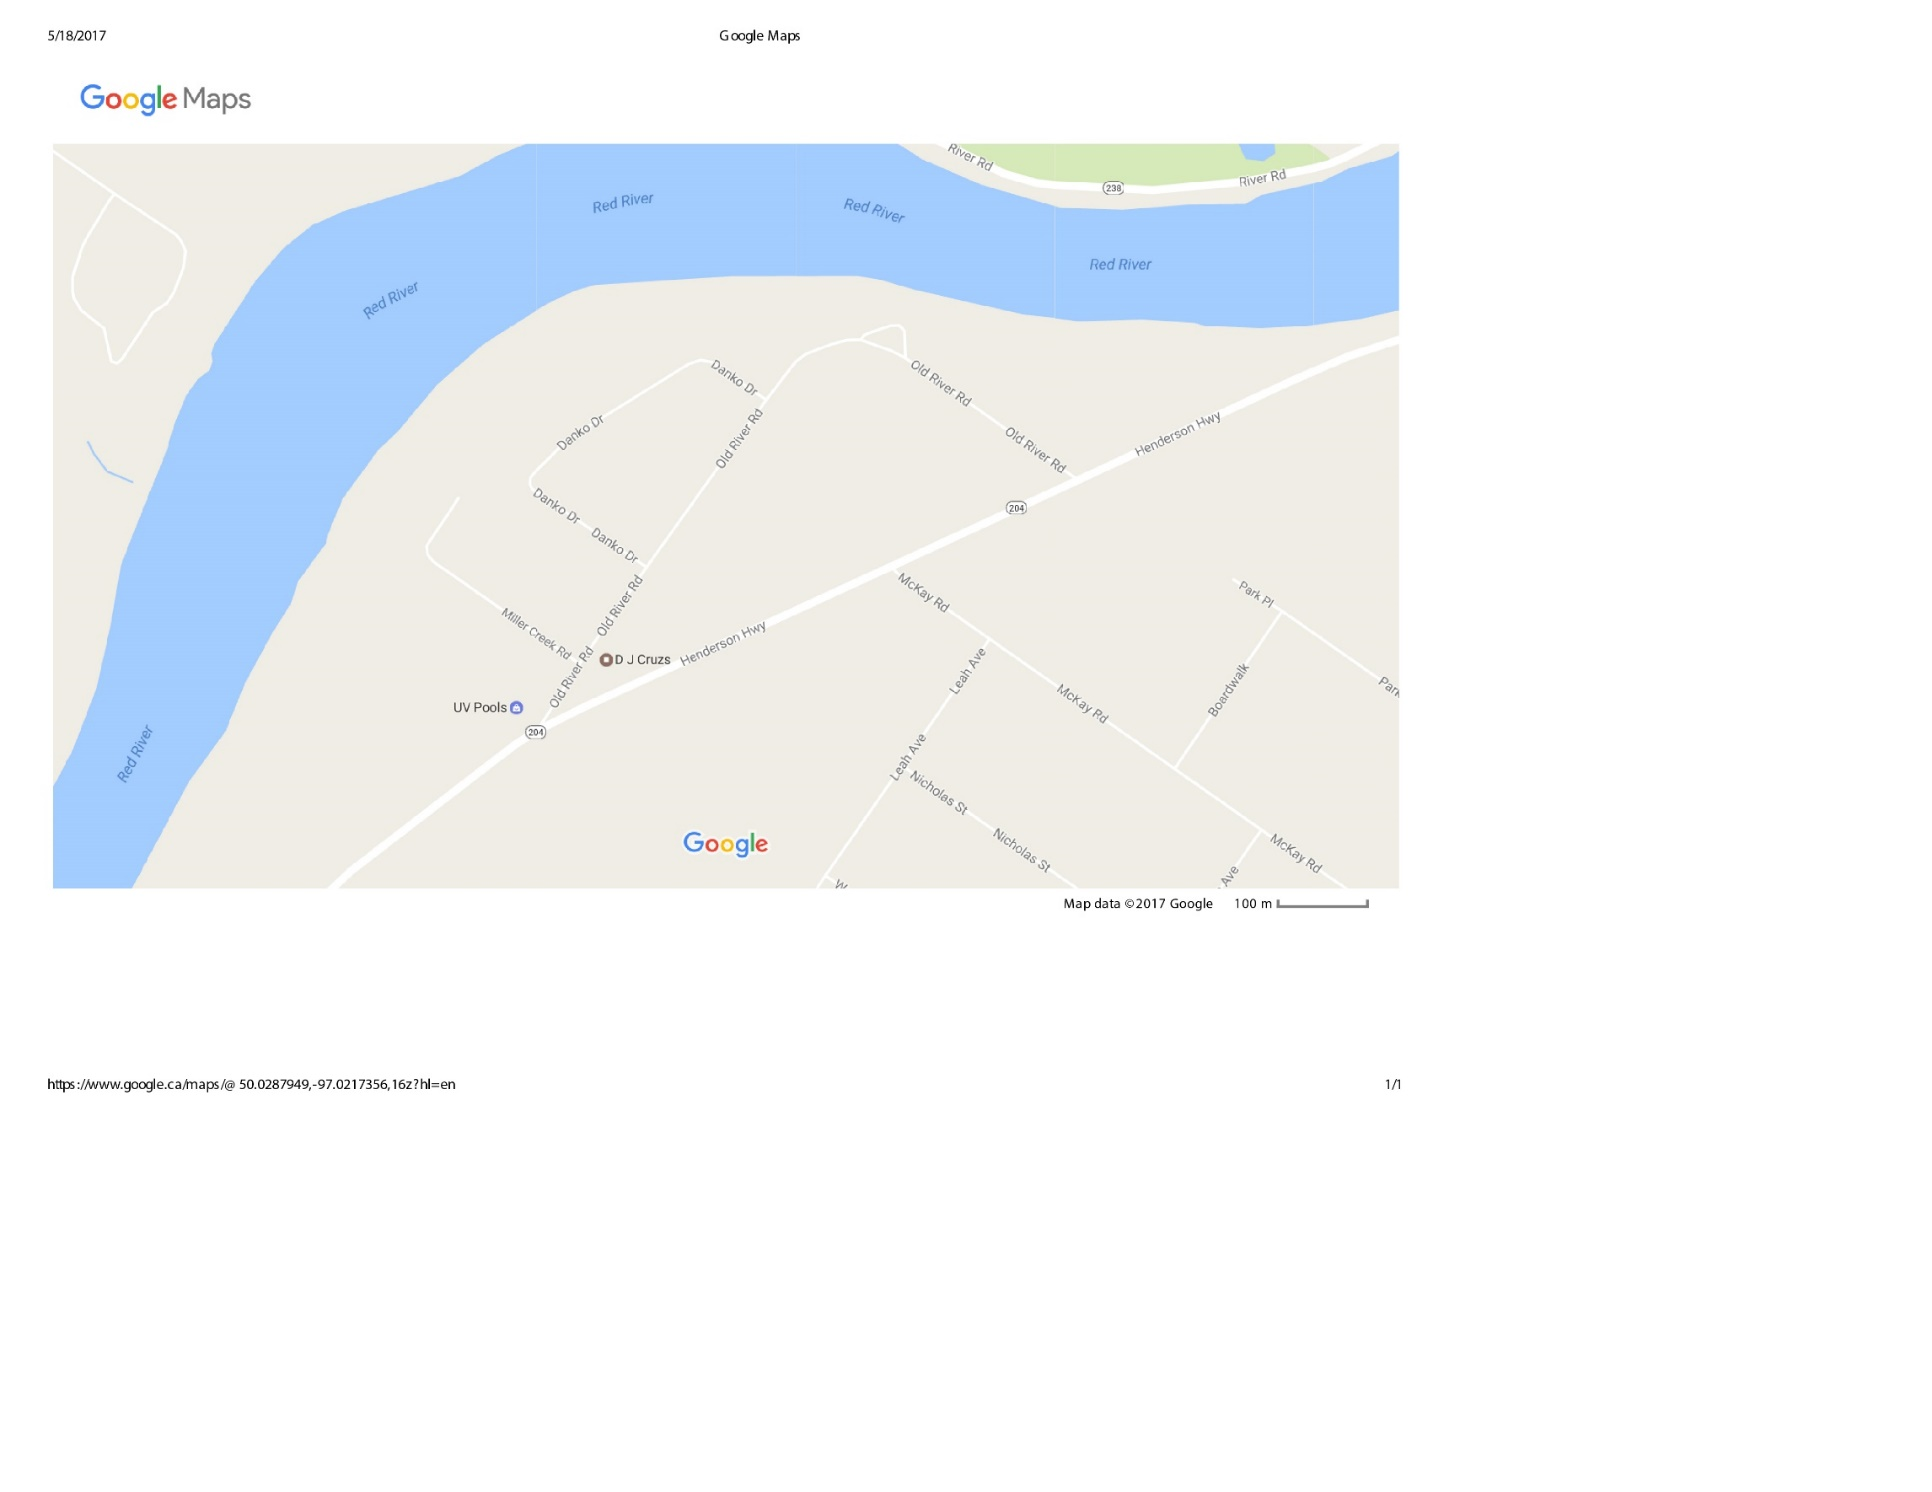 5/18/2017
Google Maps
Google Maps
River Rd
238
River Rd
Red River
Red River
Red River
Red River
Danko Dr
Old River Rd
Danko Dr
Old River Rd
Old River Rd
Henderson Hwy
Danko Dr
Danko Dr
204
Old River Rd
McKay Rd
Park Pl
Miller Creek Rd
Henderson Hwy
D J Cruzs
Old River Rd
Leah Ave
Boardwalk
McKay Rd
Park
UV Pools
204
Red River
Leah Ave
Nicholas St
Nicholas St
McKay Rd
Google
Ave
W
Map data ©2017 Google
100 m
https://www.google.ca/maps/@50.0287949,-97.0217356,16z?hl=en
1/1